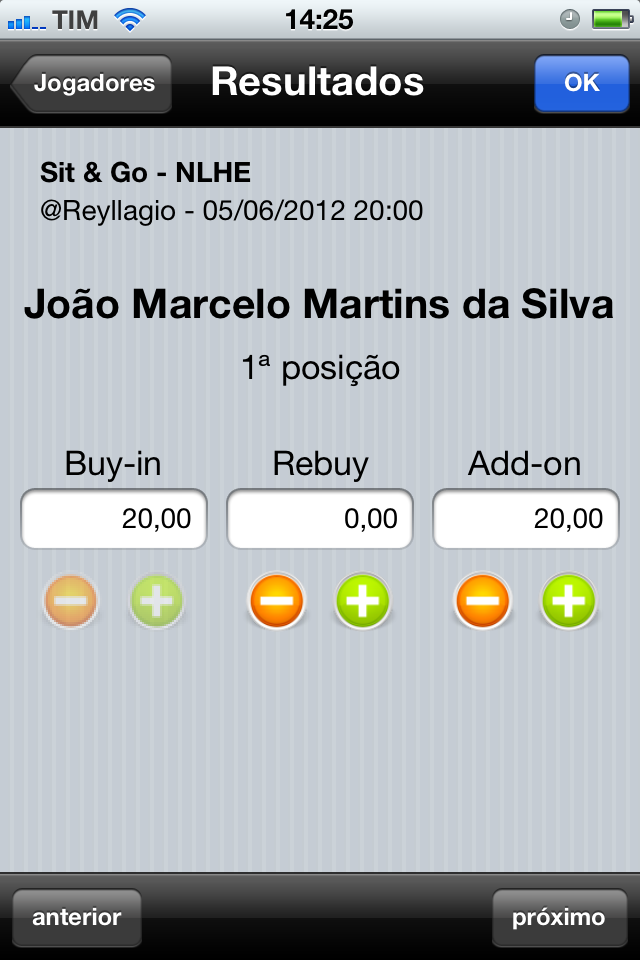 TIM 14:25
Jogadores Resultados OK
Sit & Go - NLHE
@Reyllagio - 05/06/2012 20:00
João Marcelo Martins da Silva
1ª posição
Buy-in Rebuy Add-on
20,00 0,00 20,00
anterior próximo